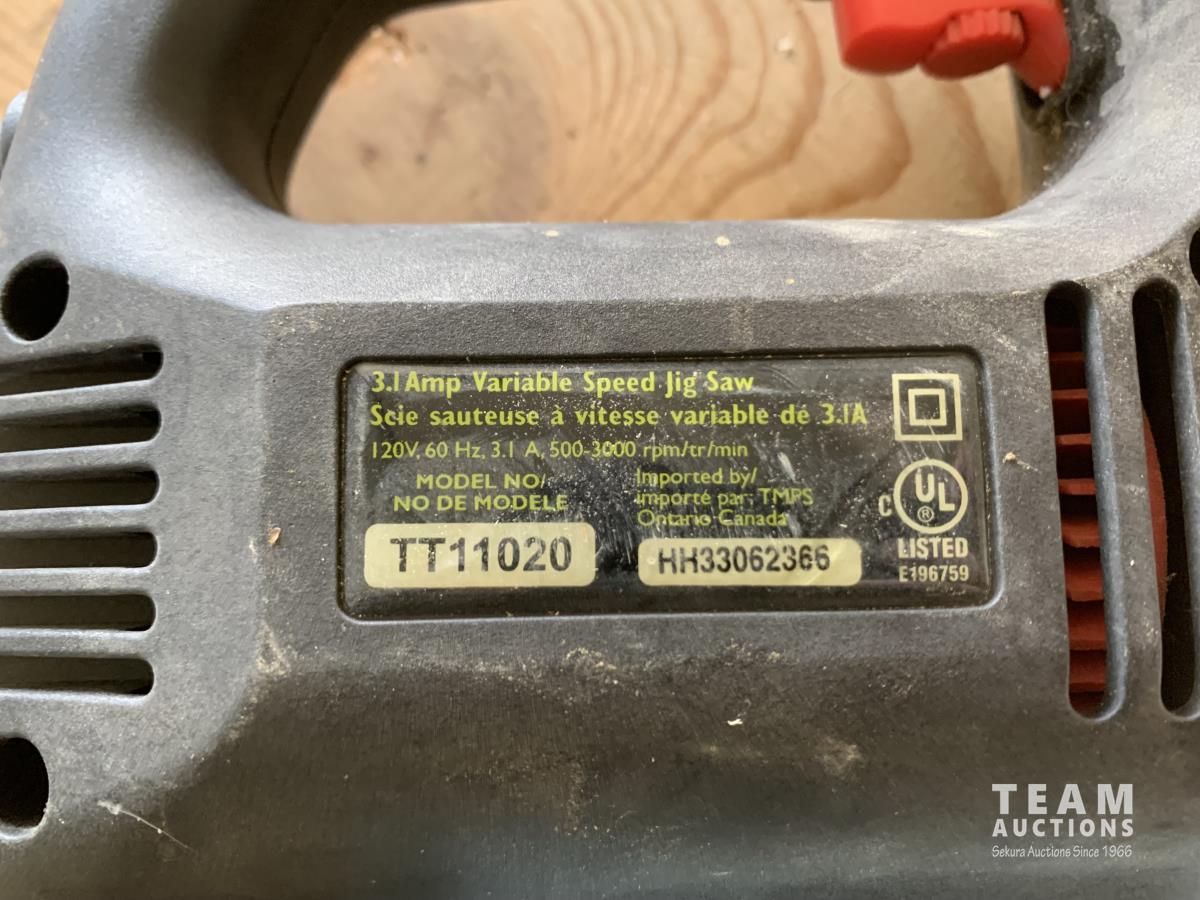 3.1 Amp Variable Speed Jig Saw
Scie sauteuse à vitesse variable de 3.1A
120V, 60 Hz, 3.1 A, 500-3000 rpm/tr/min
MODEL NO/:
NO DE MODELE
TT11020
Imported by/
importé par: TMPS
Ontario Canada
HH33062366
C UL ®
LISTED
E196759
TEAM
AUCTIONS
Sekura Auctions Since 1966